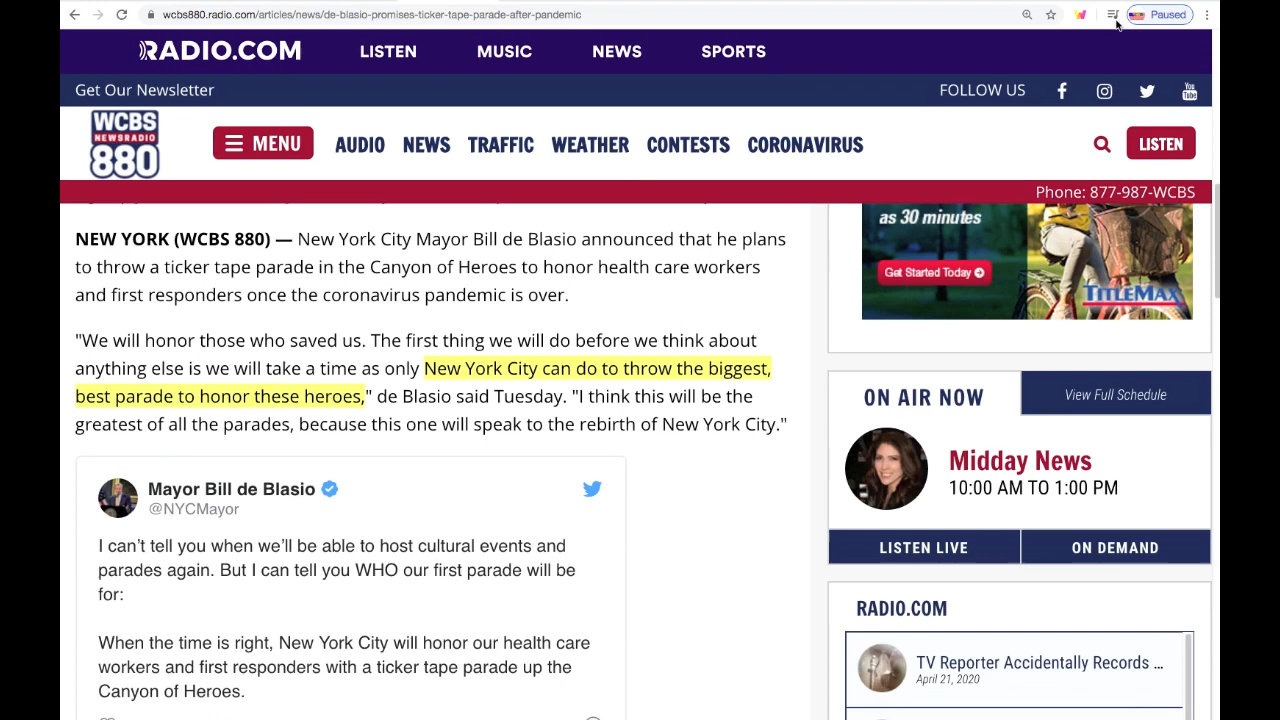 wcbs880.radio.com/articles/news/de-blasio-promises-ticker-tape-parade-after-pandemic
Paused
RADIO.COM
LISTEN
MUSIC
NEWS
SPORTS
Get Our Newsletter
FOLLOW US
You
Tube
WCBS
NEWSRADIO
880
MENU
AUDIO
NEWS
TRAFFIC
WEATHER
CONTESTS
CORONAVIRUS
LISTEN
Phone: 877-987-WCBS
NEW YORK (WCBS 880) — New York City Mayor Bill de Blasio announced that he plans
to throw a ticker tape parade in the Canyon of Heroes to honor health care workers
and first responders once the coronavirus pandemic is over.
"We will honor those who saved us. The first thing we will do before we think about
anything else is we will take a time as only New York City can do to throw the biggest,
best parade to honor these heroes," de Blasio said Tuesday. "I think this will be the
greatest of all the parades, because this one will speak to the rebirth of New York City."
Mayor Bill de Blasio
@NYCMayor
I can't tell you when we'll be able to host cultural events and
parades again. But I can tell you WHO our first parade will be
for:
When the time is right, New York City will honor our health care
workers and first responders with a ticker tape parade up the
Canyon of Heroes.
as 30 minutes
Get Started Today
TITLEMAX
ON AIR NOW
View Full Schedule
Midday News
10:00 AM TO 1:00 PM
LISTEN LIVE
ON DEMAND
RADIO.COM
TV Reporter Accidentally Records ...
April 21, 2020